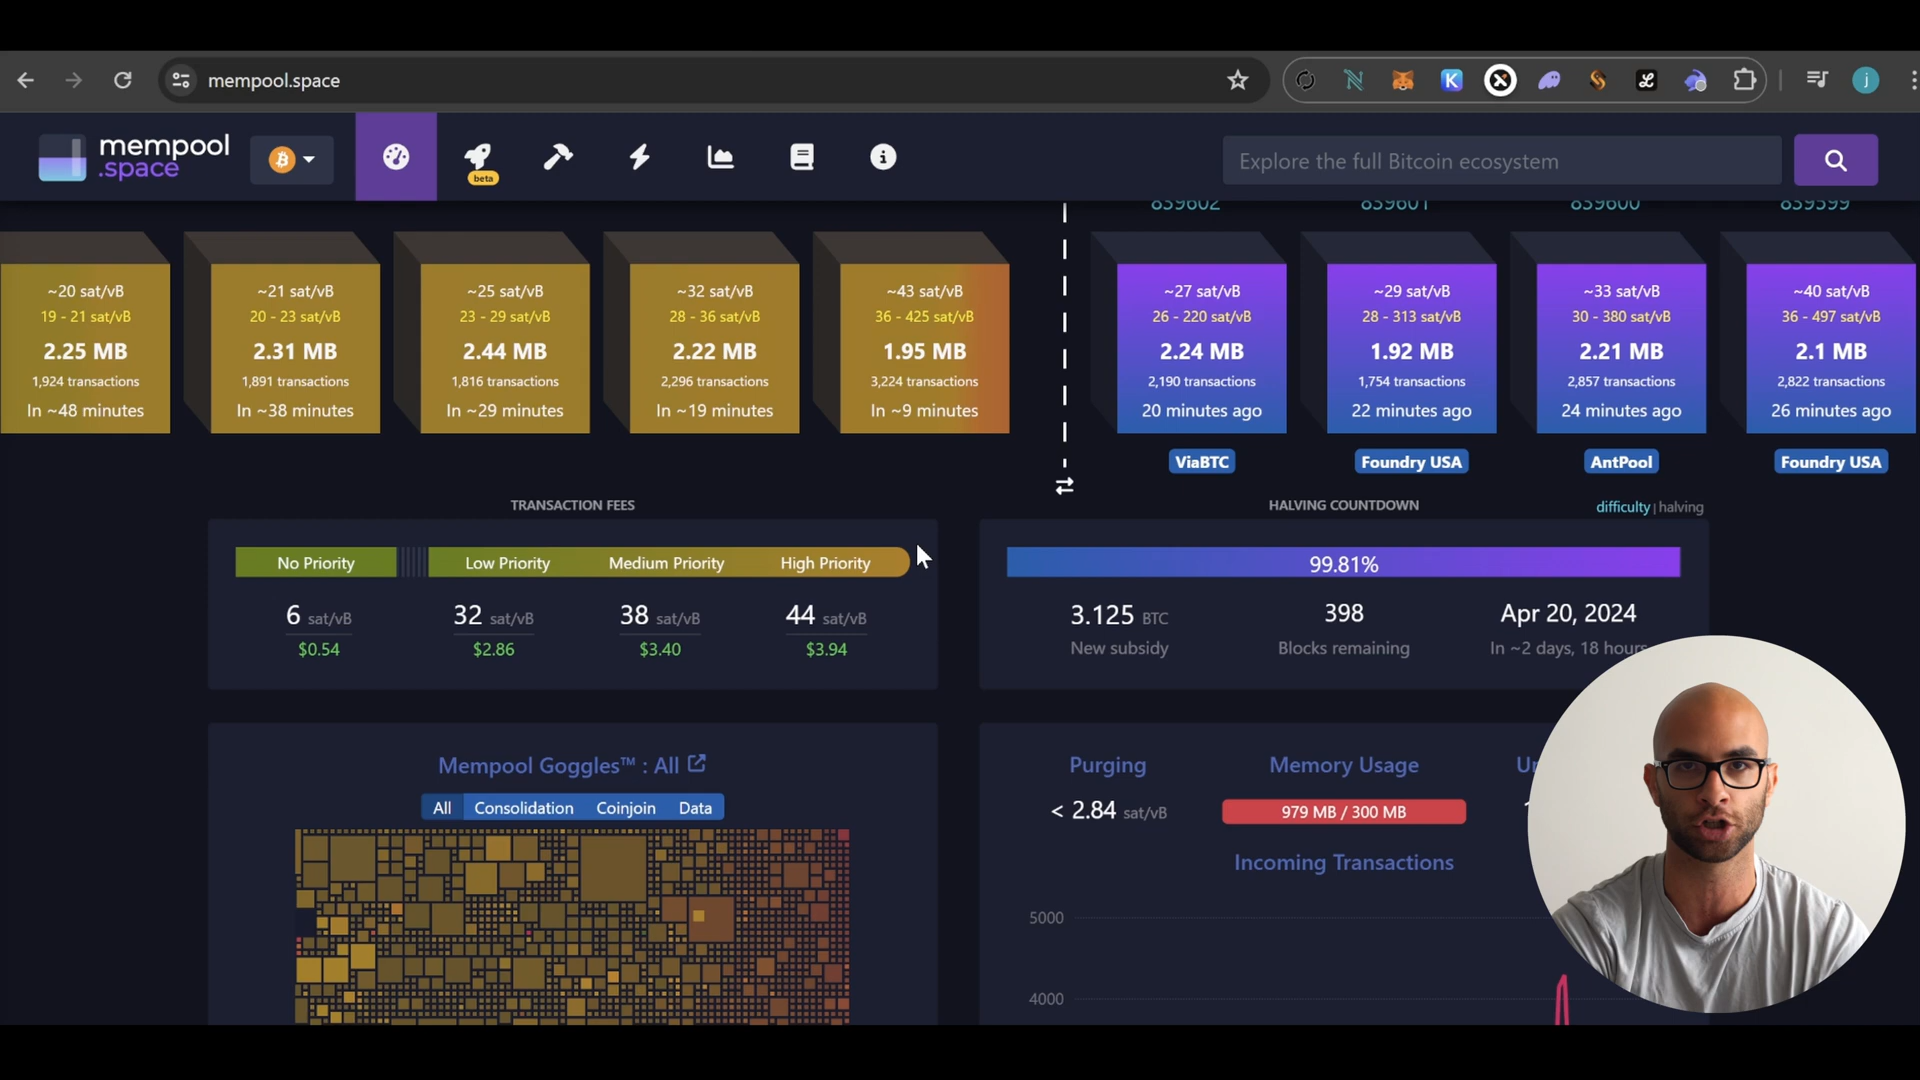 mempool.space
j
mempool
.space
beta
Explore the full Bitcoin ecosystem
839602
839601
839600
839599
~20 sat/vB
19 - 21 sat/vB
2.25 MB
1,924 transactions
In ~48 minutes
~21 sat/vB
20 - 23 sat/vB
2.31 MB
1,891 transactions
In ~38 minutes
~25 sat/vB
23 - 29 sat/vB
2.44 MB
1,816 transactions
In ~29 minutes
~32 sat/vB
28 - 36 sat/vB
2.22 MB
2,296 transactions
In ~19 minutes
~43 sat/vB
36 - 425 sat/vB
1.95 MB
3,224 transactions
In ~9 minutes
~27 sat/vB
26 - 220 sat/vB
2.24 MB
2,190 transactions
20 minutes ago
ViaBTC
~29 sat/vB
28 - 313 sat/vB
1.92 MB
1,754 transactions
22 minutes ago
Foundry USA
~33 sat/vB
30 - 380 sat/vB
2.21 MB
2,857 transactions
24 minutes ago
AntPool
~40 sat/vB
36 - 497 sat/vB
2.1 MB
2,822 transactions
26 minutes ago
Foundry USA
TRANSACTION FEES
No Priority Low Priority Medium Priority High Priority
6 sat/vB 32 sat/vB 38 sat/vB 44 sat/vB
$0.54 $2.86 $3.40 $3.94
HALVING COUNTDOWN
difficulty | halving
99.81%
3.125 BTC 398 Apr 20, 2024
New subsidy Blocks remaining In ~2 days, 18 hours
Mempool Goggles™ : All
All Consolidation Coinjoin Data
Purging
< 2.84 sat/vB
Memory Usage
979 MB / 300 MB
Incoming Transactions
5000
4000